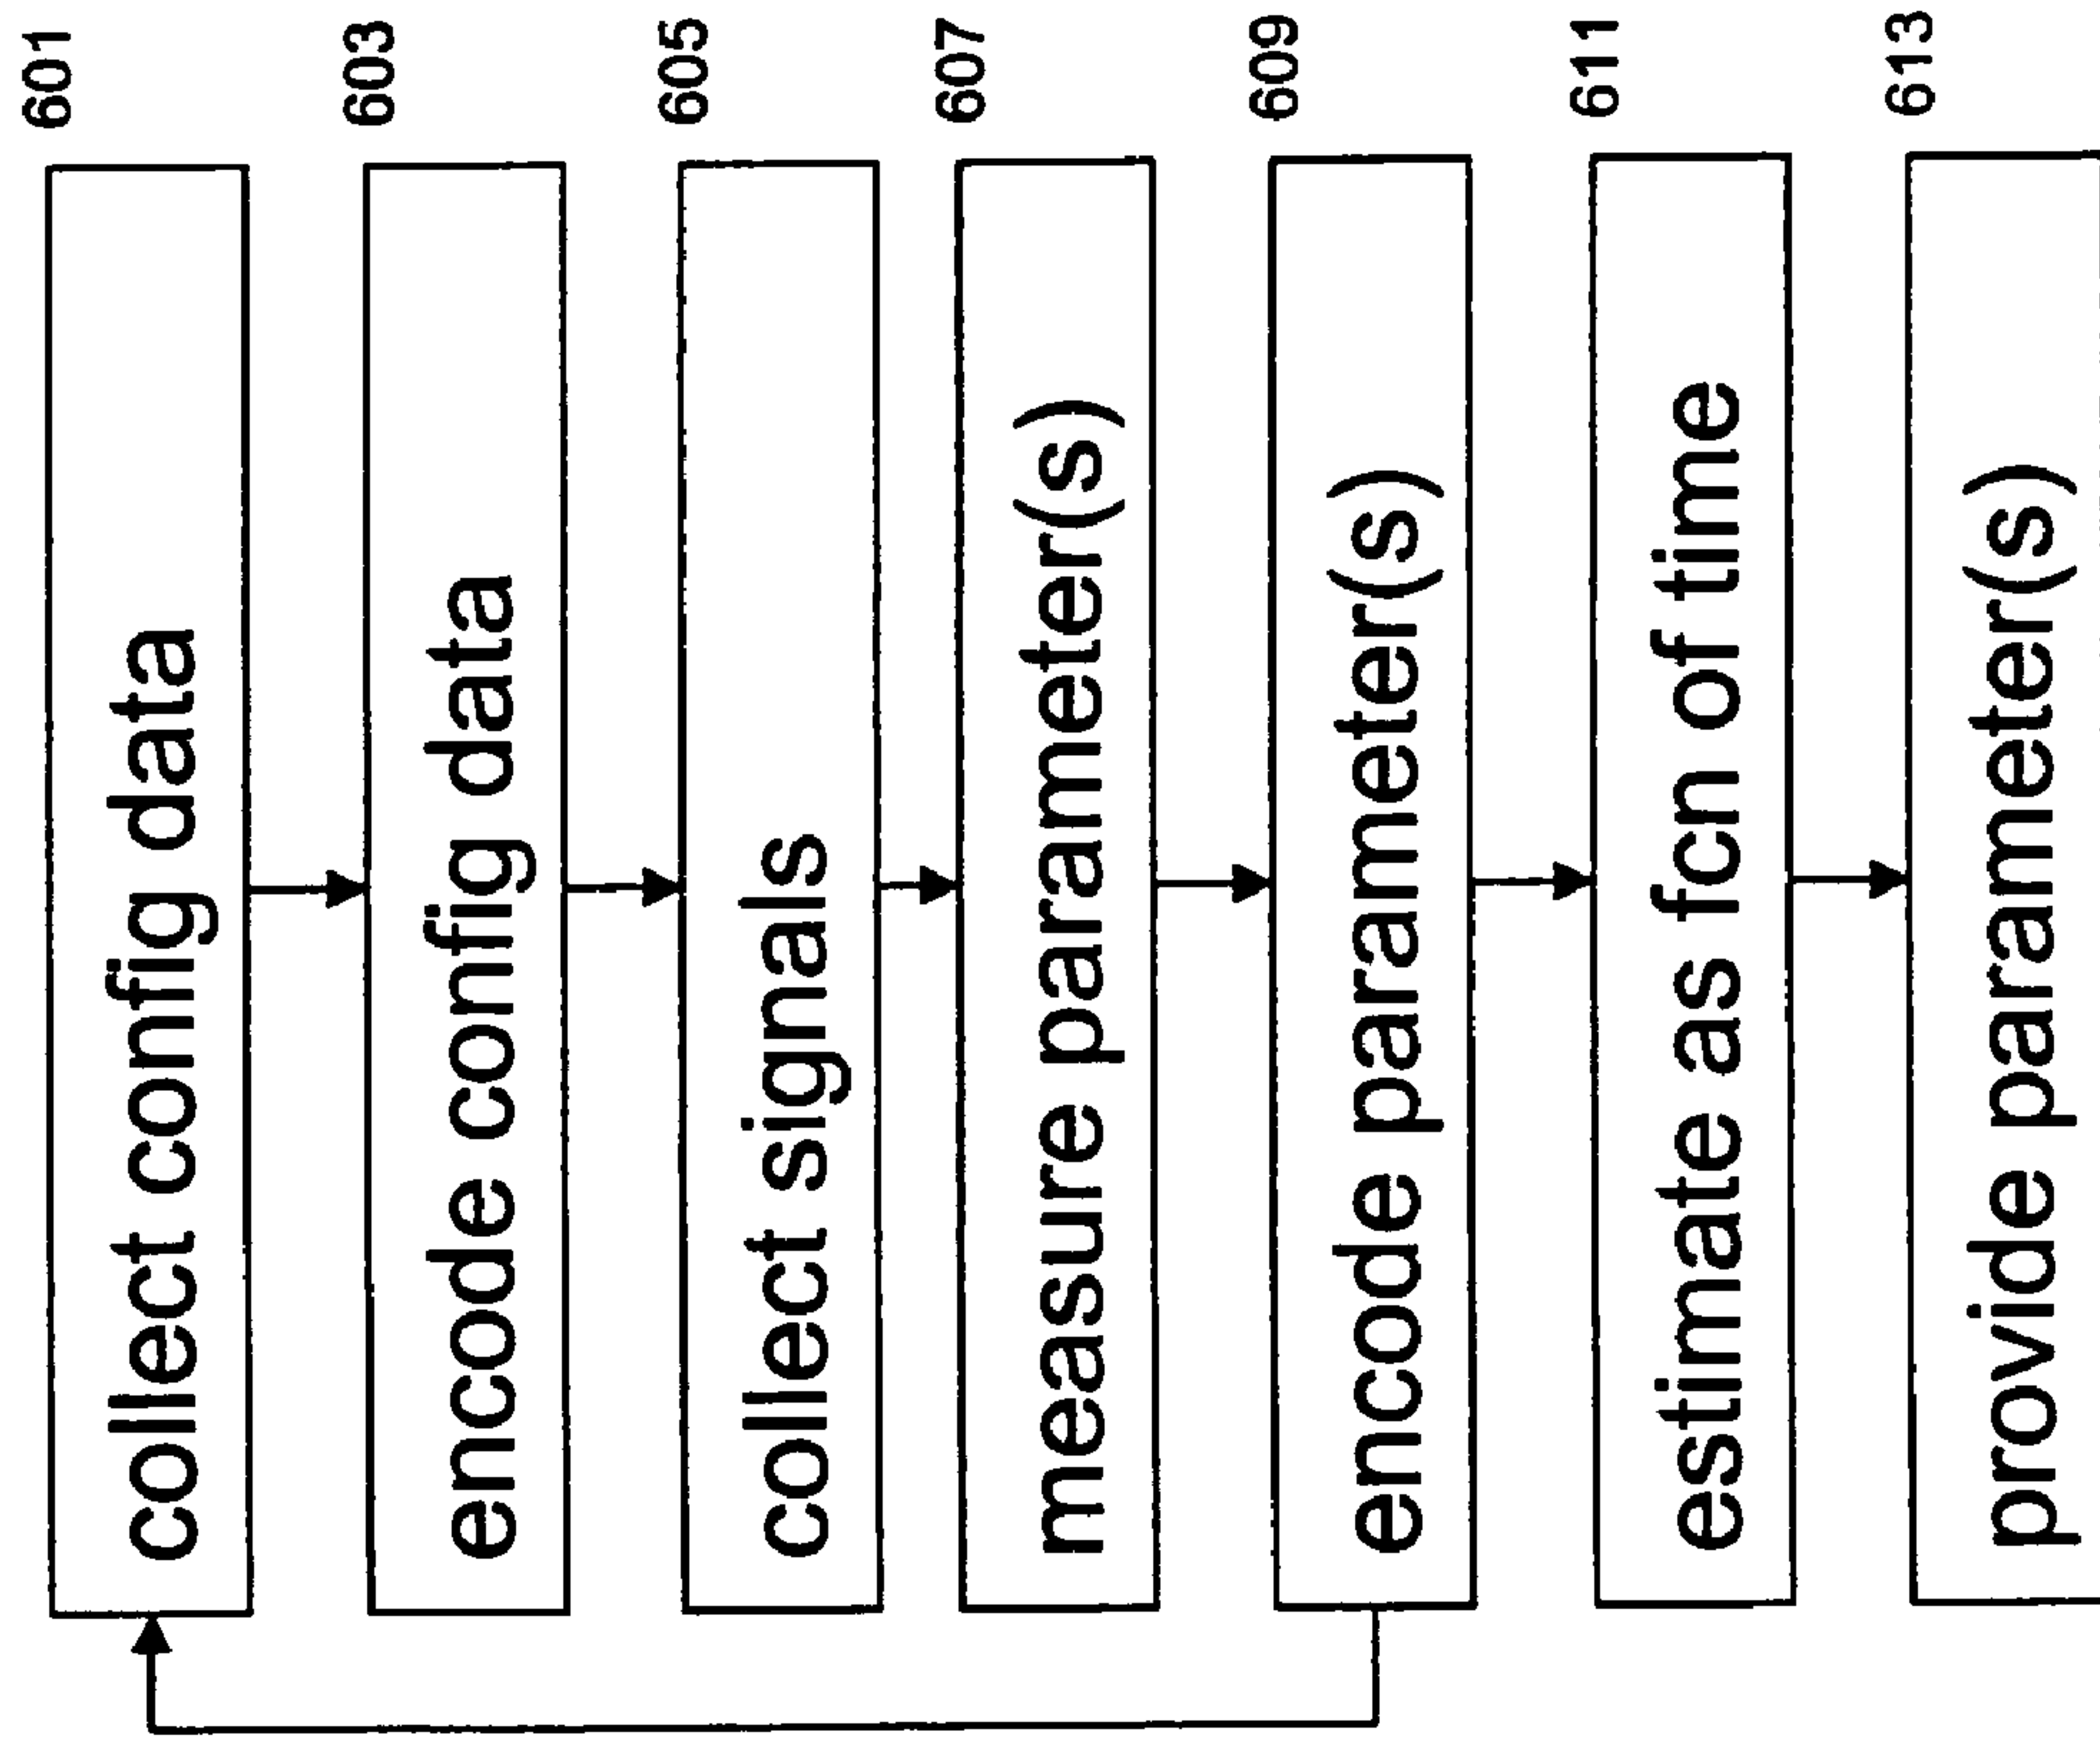 collect config data 601
encode config data 603
collect signals 605
measure parameter(s) 607
encode parameter(s) 609
estimate as fcn of time 611
provide parameter(s) 613